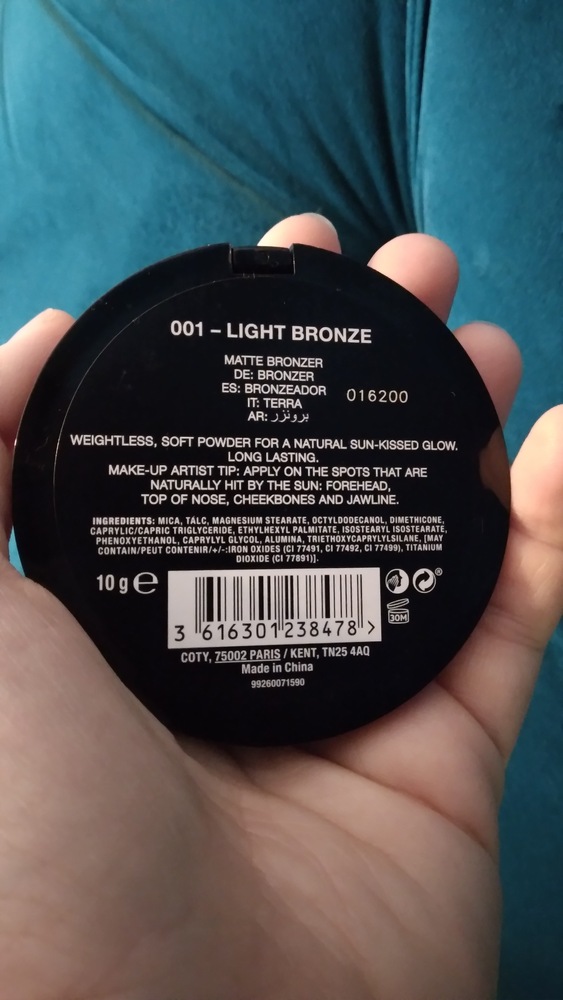 001 – LIGHT BRONZE
MATTE BRONZER
DE: BRONZER
ES: BRONZEADOR
IT: TERRA
AR: برونزر
016200
WEIGHTLESS, SOFT POWDER FOR A NATURAL SUN-KISSED GLOW.
LONG LASTING.
MAKE-UP ARTIST TIP: APPLY ON THE SPOTS THAT ARE
NATURALLY HIT BY THE SUN: FOREHEAD,
TOP OF NOSE, CHEEKBONES AND JAWLINE.
INGREDIENTS: MICA, TALC, MAGNESIUM STEARATE, OCTYLDODECANOL, DIMETHICONE,
CAPRYLIC/CAPRIC TRIGLYCERIDE, ETHYLHEXYL PALMITATE, ISOSTEARYL ISOSTEARATE,
PHENOXYETHANOL, CAPRYLYL GLYCOL, ALUMINA, TRIETHOXYCAPRYLYLSILANE, [MAY
CONTAIN/PEUT CONTENIR/+/-:IRON OXIDES (CI 77491, CI 77492, CI 77499), TITANIUM
DIOXIDE (CI 77891)].
10 g ℮
30M
3 616301 238478 >
COTY, 75002 PARIS / KENT, TN25 4AQ
Made in China
99260071590